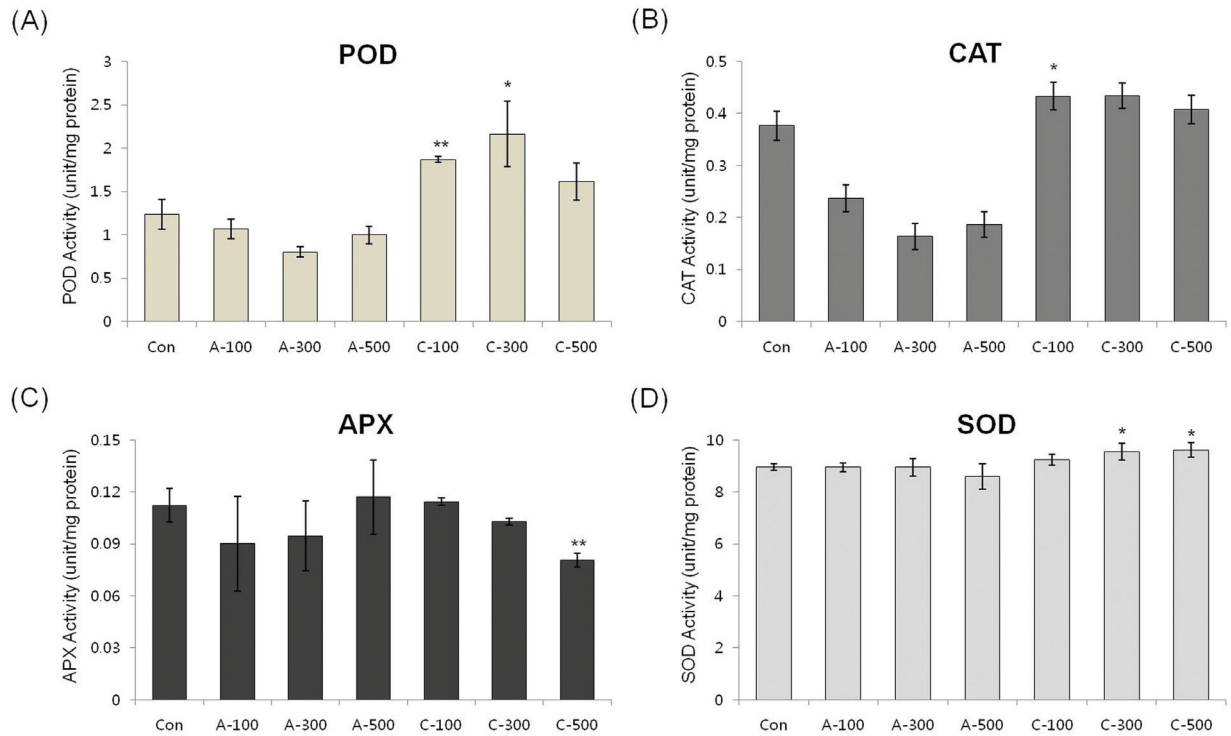 (A)
POD
POD Activity (unit/mg protein)
3
2.5
2
1.5
1
0.5
0
*
**
Con A-100 A-300 A-500 C-100 C-300 C-500
(B)
CAT
CAT Activity (unit/mg protein)
0.5
0.4
0.3
0.2
0.1
0
*
Con A-100 A-300 A-500 C-100 C-300 C-500
(C)
APX
APX Activity (unit/mg protein)
0.15
0.12
0.09
0.06
0.03
0
**
Con A-100 A-300 A-500 C-100 C-300 C-500
(D)
SOD
SOD Activity (unit/mg protein)
10
8
6
4
2
0
* *
Con A-100 A-300 A-500 C-100 C-300 C-500